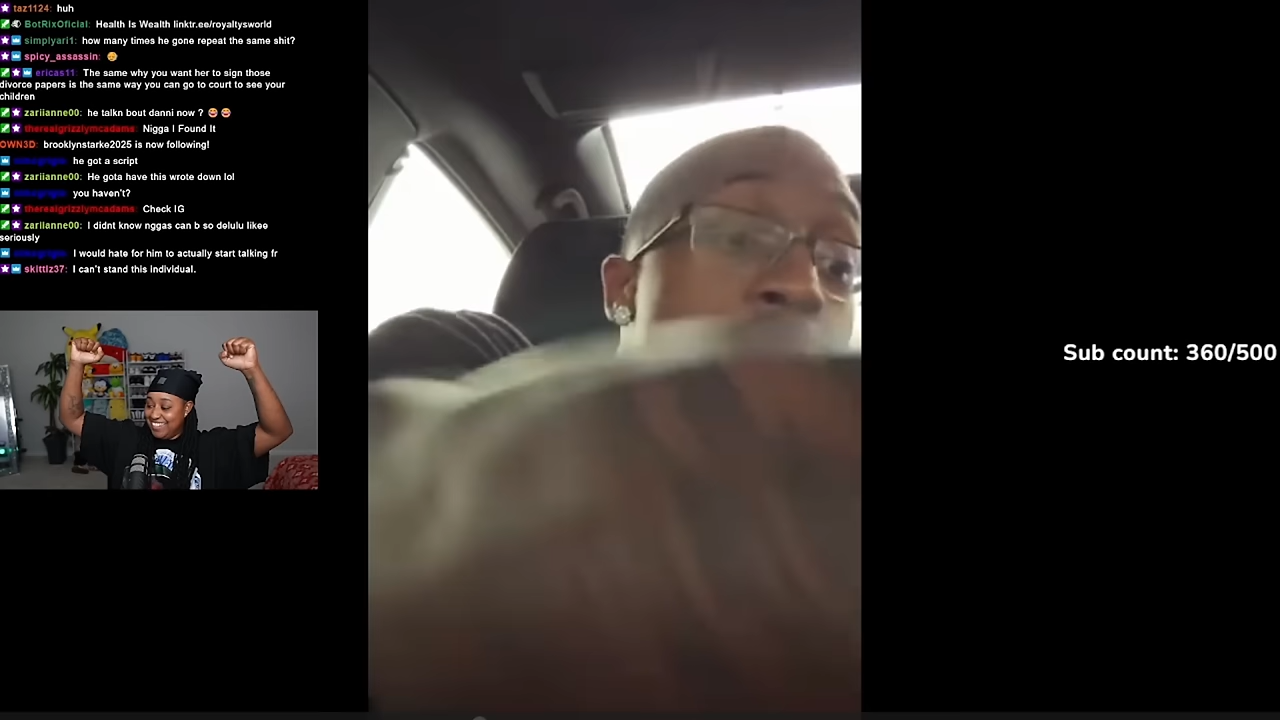 taz1124: huh
BotRixOficial: Health Is Wealth linktr.ee/royaltysworld
simplyari1: how many times he gone repeat the same shit?
spicy_assassin:
ericas11: The same why you want her to sign those
divorce papers is the same way you can go to court to see your
children
zariianne00: he talkn bout danni now ?
therealgrizzlymcadams: Nigga I Found It
OWN3D: brooklynstarke2025 is now following!
he got a script
zariianne00: He gota have this wrote down lol
you haven't?
therealgrizzlymcadams: Check IG
zariianne00: I didnt know nggas can b so delulu likee
seriously
I would hate for him to actually start talking fr
skittlz37: I can't stand this individual.
Sub count: 360/500